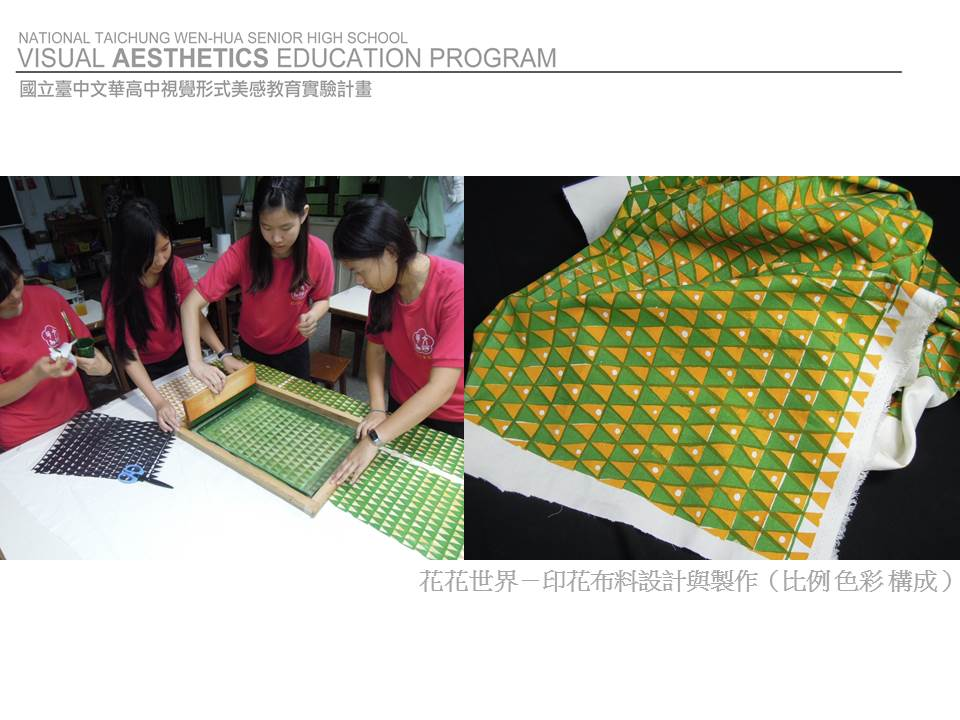 NATIONAL TAICHUNG WEN-HUA SENIOR HIGH SCHOOL
VISUAL AESTHETICS EDUCATION PROGRAM
國立臺中文華高中視覺形式美感教育實驗計畫
花花世界－印花布料設計與製作（比例 色彩 構成）